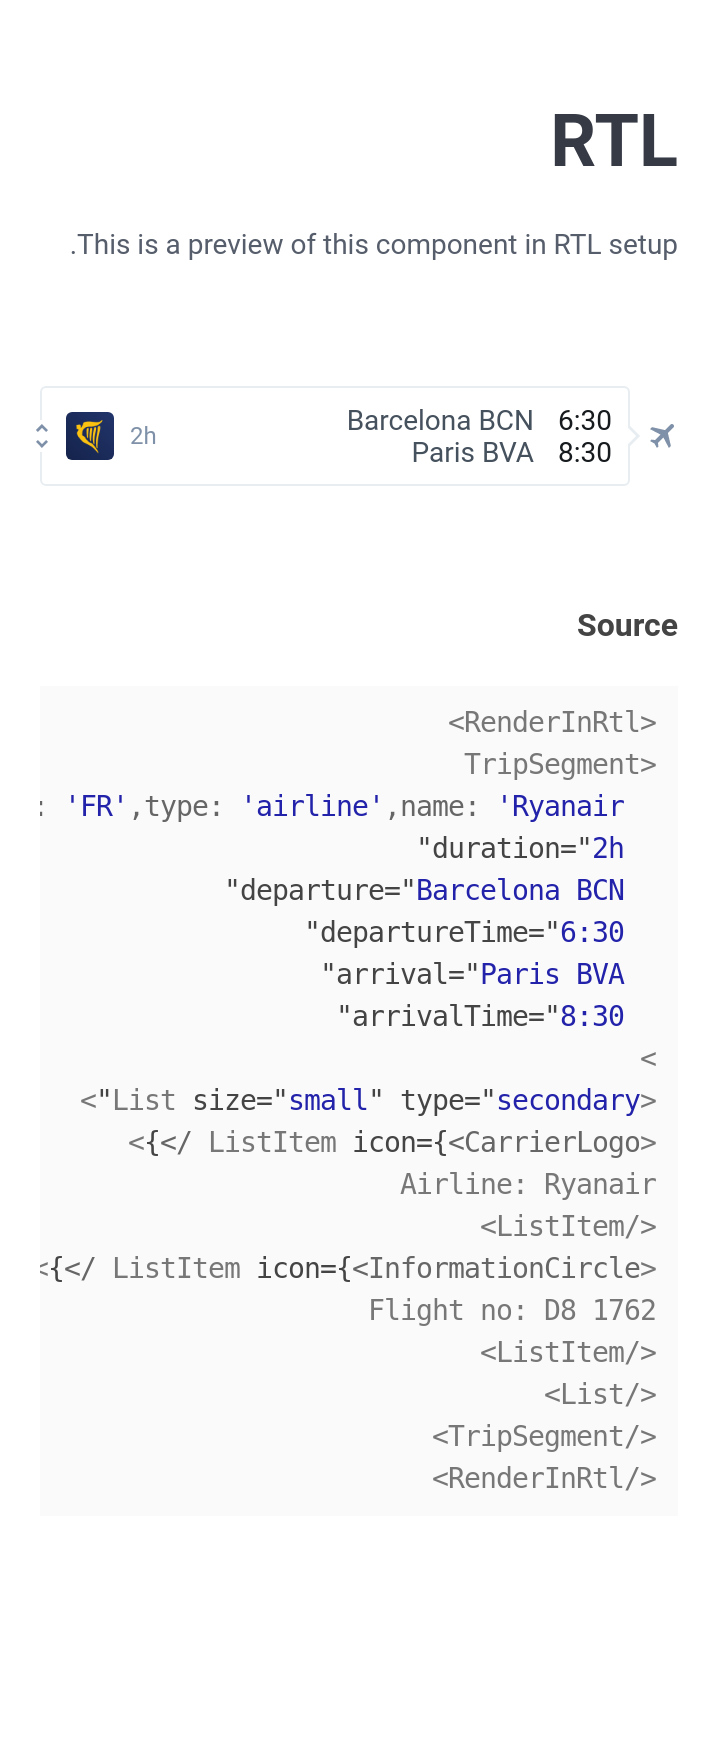 RTL
.This is a preview of this component in RTL setup
2h Barcelona BCN 6:30
Paris BVA 8:30
Source
<RenderInRtl>
TripSegment>
: 'FR',type: 'airline',name: 'Ryanair
"duration="2h
"departure="Barcelona BCN
"departureTime="6:30
"arrival="Paris BVA
"arrivalTime="8:30
<
<"List size="small" type="secondary>
<{</ ListItem icon={<CarrierLogo>
Airline: Ryanair
<ListItem/>
<{</ ListItem icon={<InformationCircle>
Flight no: D8 1762
<ListItem/>
<List/>
<TripSegment/>
<RenderInRtl/>